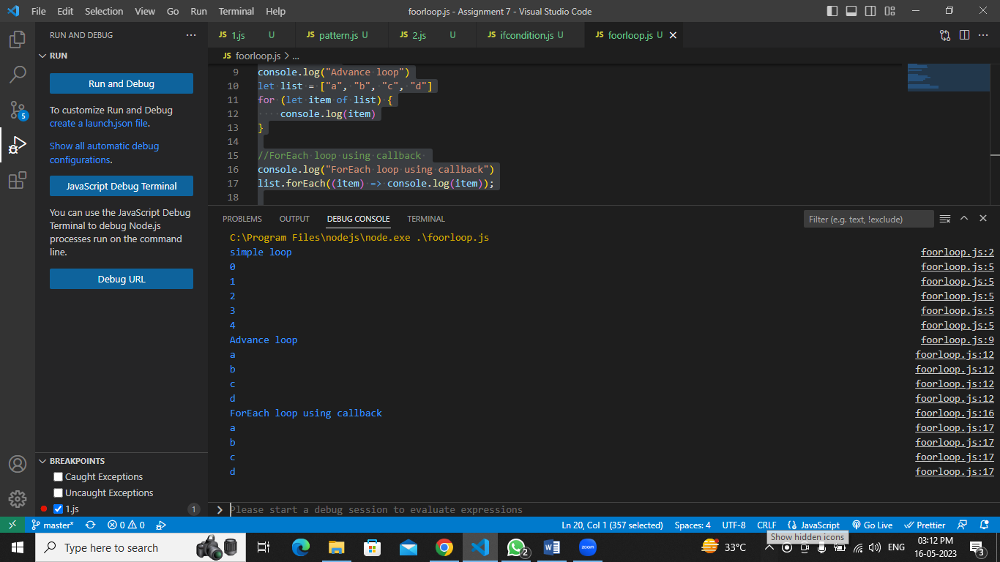 File Edit Selection View Go Run Terminal Help foorloop.js - Assignment 7 - Visual Studio Code
RUN AND DEBUG ···
RUN
Run and Debug
To customize Run and Debug
create a launch.json file.
Show all automatic debug
configurations.
JavaScript Debug Terminal
You can use the JavaScript Debug
Terminal to debug Node.js
processes run on the command
line.
Debug URL
5
BREAKPOINTS
Caught Exceptions
Uncaught Exceptions
1.js 1
JS 1.js U JS pattern.js U JS 2.js U JS ifcondition.js U JS foorloop.js U
JS foorloop.js > ...
9 console.log("Advance loop")
10 let list = ["a", "b", "c", "d"]
11 for (let item of list) {
12 console.log(item)
13 }
14
15 //ForEach loop using callback
16 console.log("ForEach loop using callback")
17 list.forEach((item) => console.log(item));
18
PROBLEMS OUTPUT DEBUG CONSOLE TERMINAL Filter (e.g. text, !exclude)
C:\Program Files\nodejs\node.exe .\foorloop.js
simple loop foorloop.js:2
0 foorloop.js:5
1 foorloop.js:5
2 foorloop.js:5
3 foorloop.js:5
4 foorloop.js:5
Advance loop foorloop.js:9
a foorloop.js:12
b foorloop.js:12
c foorloop.js:12
d foorloop.js:12
ForEach loop using callback foorloop.js:16
a foorloop.js:17
b foorloop.js:17
c foorloop.js:17
d foorloop.js:17
Please start a debug session to evaluate expressions
master* 0 0 Ln 20, Col 1 (357 selected) Spaces: 4 UTF-8 CRLF JavaScript Go Live Prettier
Show hidden icons
Type here to search 2 W zoom 33°C ENG 03:12 PM
16-05-2023 3